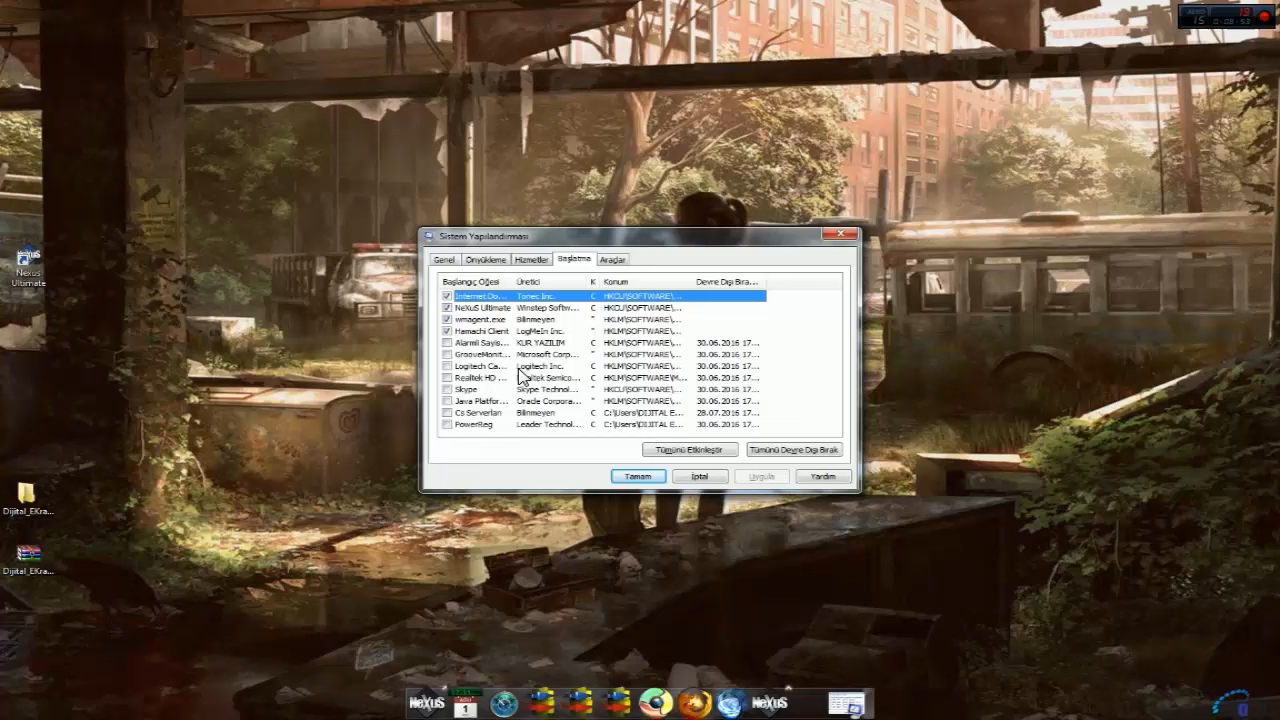 Sistem Yapılandırması
Genel Önyükleme Hizmetler Başlatma Araçlar
Başlangıç Öğesi Üretici K Konum Devre Dışı Bıra...
Internet Do... Tonec Inc. C HKCU\SOFTWARE\...
NeXuS Ultimate Winstep Softw... C HKCU\SOFTWARE\...
wmagent.exe Bilinmeyen " HKLM\SOFTWARE\...
Hamachi Client LogMeIn Inc. " HKLM\SOFTWARE\...
Alarmli Sayis... KUR YAZILIM C HKLM\SOFTWARE\... 30.06.2016 17...
GrooveMonit... Microsoft Corp... " HKLM\SOFTWARE\... 30.06.2016 17...
Logitech Ca... Logitech Inc. C HKLM\SOFTWARE\... 30.06.2016 17...
Realtek HD ... Semico... C HKLM\SOFTWARE\M... 30.06.2016 17...
Skype Skype Technol... " HKCU\SOFTWARE\... 30.06.2016 17...
Java Platfor... Oracle Corpora... " HKLM\SOFTWARE\... 30.06.2016 17...
Cs Serverları Bilinmeyen C C:\Users\DIJITAL E... 28.07.2016 17...
PowerReg Leader Technol... C C:\Users\DIJITAL E... 30.06.2016 17...
Tümünü Etkinleştir Tümünü Devre Dışı Bırak
Tamam İptal Uygula Yardım
Nexus
Ultimate
Dijital_EKra...
Dijital_EKra...
NeXuS
1
NeXuS